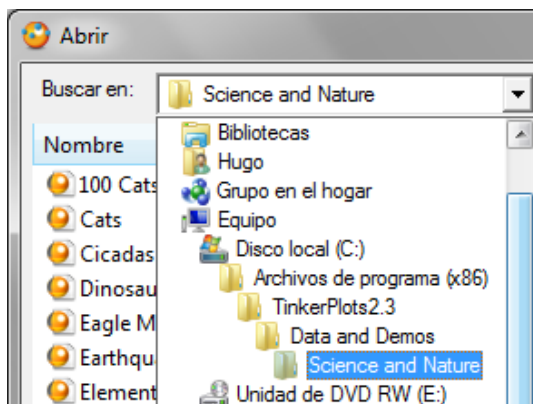 Abrir
Buscar en: Science and Nature
Nombre
100 Cats
Cats
Cicadas
Dinosau
Eagle M
Earthqu
Element
Bibliotecas
Hugo
Grupo en el hogar
Equipo
Disco local (C:)
Archivos de programa (x86)
TinkerPlots2.3
Data and Demos
Science and Nature
Unidad de DVD RW (E:)